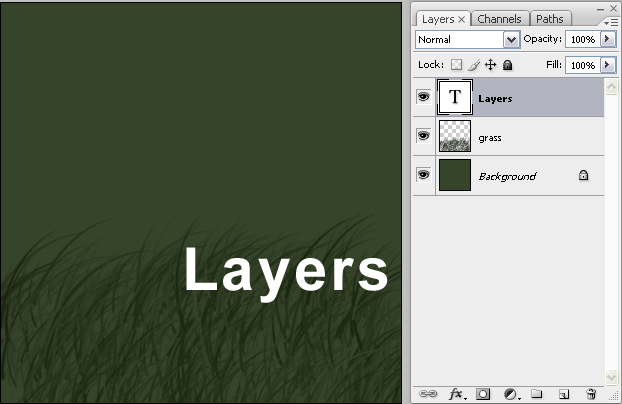 Layers
Layers × Channels Paths
Normal Opacity: 100%
Lock: Fill: 100%
T Layers
grass
Background
fx